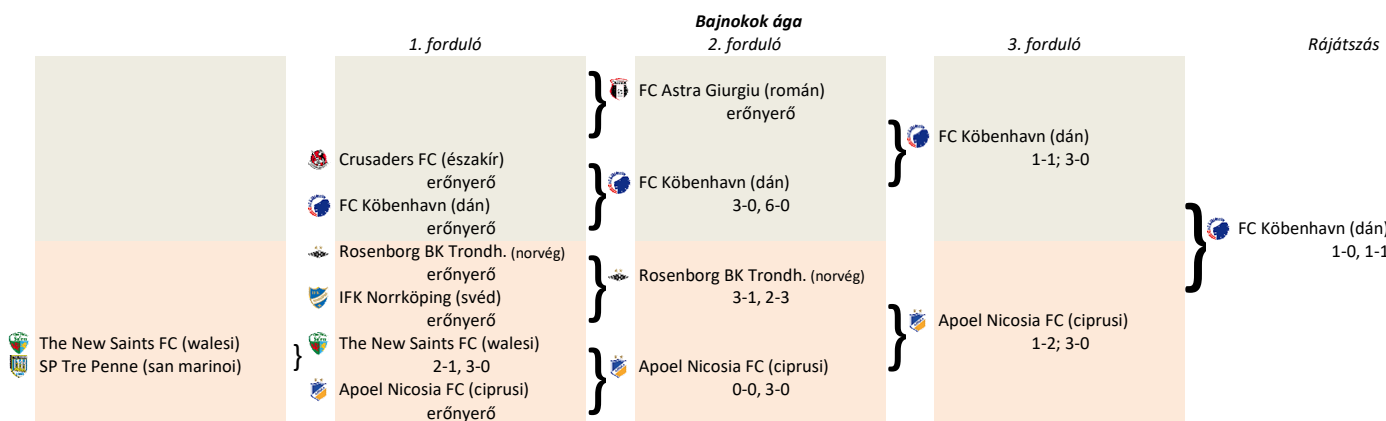 Bajnokok ága
1. forduló
2. forduló
3. forduló
Rájátszás
FC Astra Giurgiu (román)
erőnyerő
Crusaders FC (északír)
erőnyerő
FC Köbenhavn (dán)
erőnyerő
FC Köbenhavn (dán)
3-0, 6-0
FC Köbenhavn (dán)
1-1; 3-0
Rosenborg BK Trondh. (norvég)
erőnyerő
IFK Norrköping (svéd)
erőnyerő
Rosenborg BK Trondh. (norvég)
3-1, 2-3
FC Köbenhavn (dán)
1-0, 1-1
The New Saints FC (walesi)
SP Tre Penne (san marinoi)
The New Saints FC (walesi)
2-1, 3-0
Apoel Nicosia FC (ciprusi)
erőnyerő
Apoel Nicosia FC (ciprusi)
0-0, 3-0
Apoel Nicosia FC (ciprusi)
1-2; 3-0